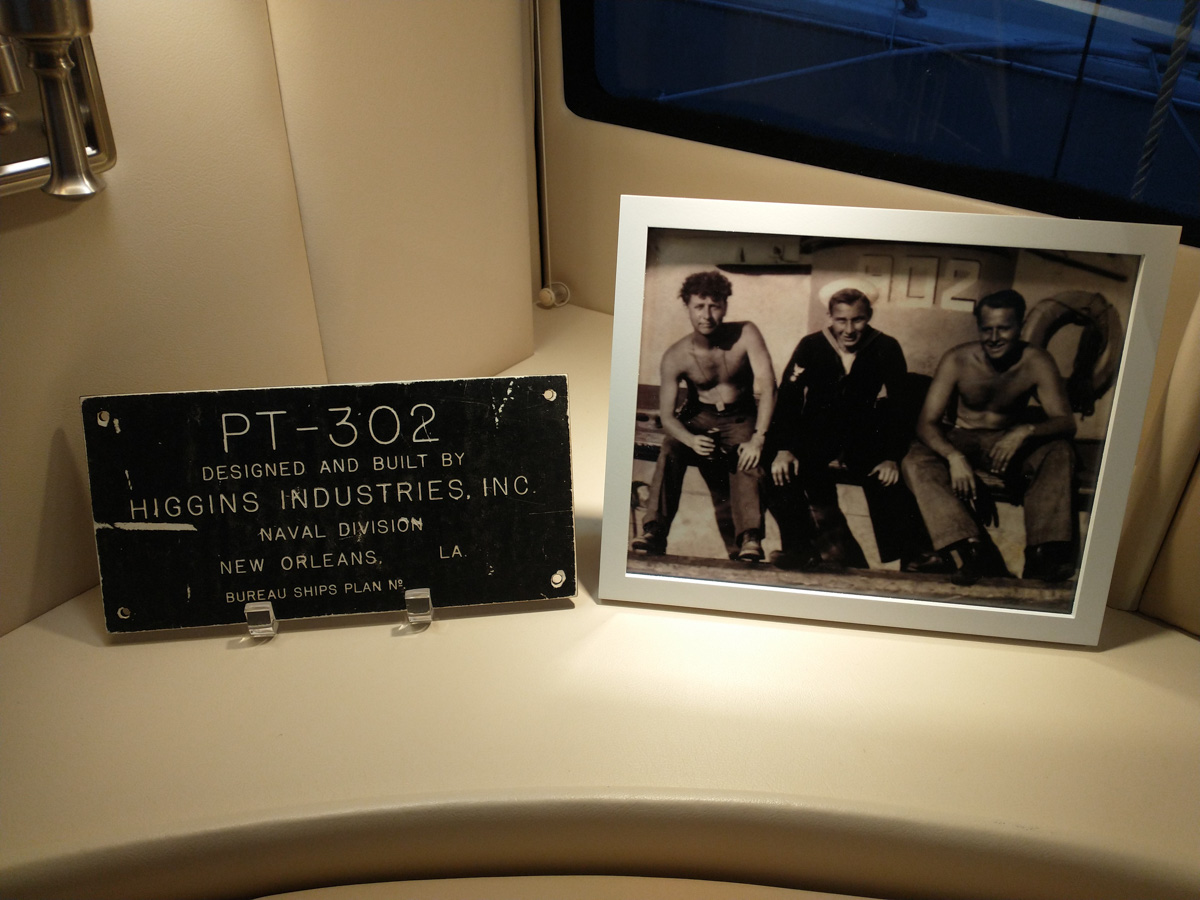 PT-302
DESIGNED AND BUILT BY
HIGGINS INDUSTRIES, INC.
NAVAL DIVISION
NEW ORLEANS, LA.
BUREAU SHIPS PLAN Nº
302